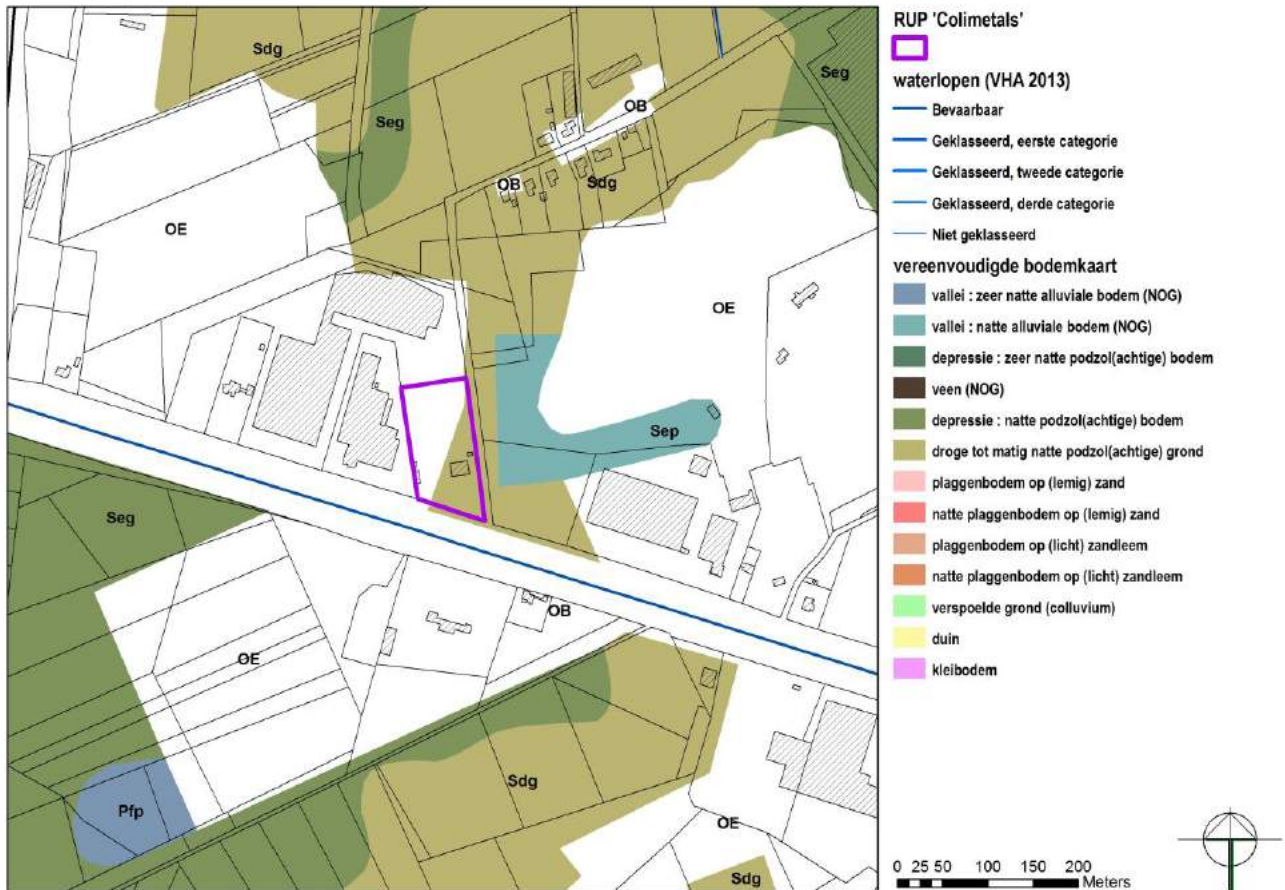 Sdg
Seg
Seg
OB
OB
Sdg
OE
OE
Sep
Seg
OB
OE
Pfp
Sdg
OE
Sdg
RUP 'Colimetals'
waterlopen (VHA 2013)
Bevaarbaar
Geklasseerd, eerste categorie
Geklasseerd, tweede categorie
Geklasseerd, derde categorie
Niet geklasseerd
vereenvoudigde bodemkaart
vallei : zeer natte alluviale bodem (NOG)
vallei : natte alluviale bodem (NOG)
depressie : zeer natte podzol(achtige) bodem
veen (NOG)
depressie : natte podzol(achtige) bodem
droge tot matig natte podzol(achtige) grond
plaggenbodem op (lemig) zand
natte plaggenbodem op (lemig) zand
plaggenbodem op (licht) zandleem
natte plaggenbodem op (licht) zandleem
verspoelde grond (colluvium)
duin
kleibodem
0 25 50 100 150 200
Meters